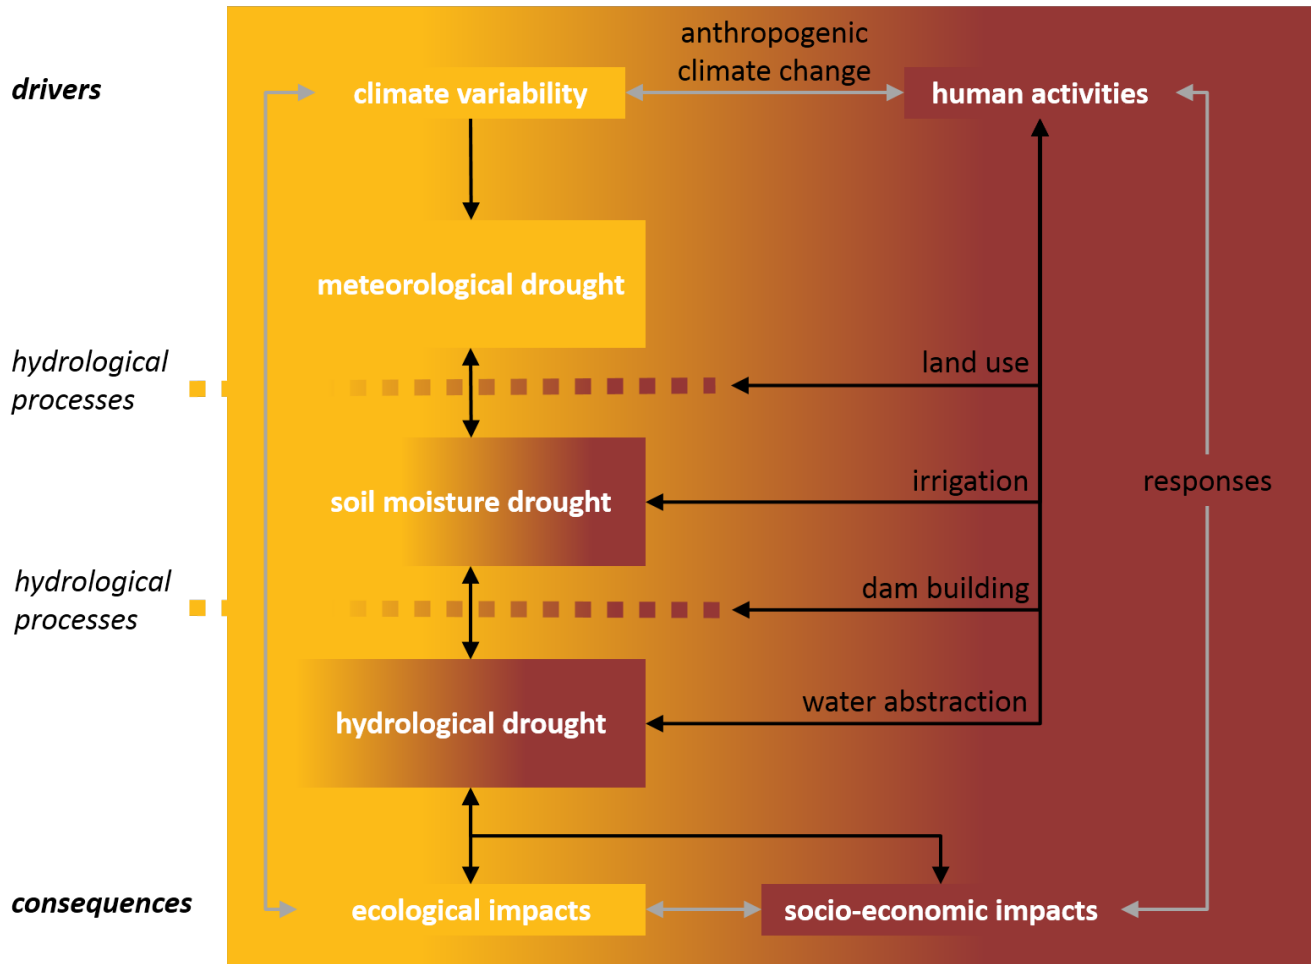 anthropogenic
climate change
drivers
climate variability
human activities
meteorological drought
hydrological
processes
land use
soil moisture drought
irrigation
responses
hydrological
processes
dam building
hydrological drought
water abstraction
consequences
ecological impacts
socio-economic impacts